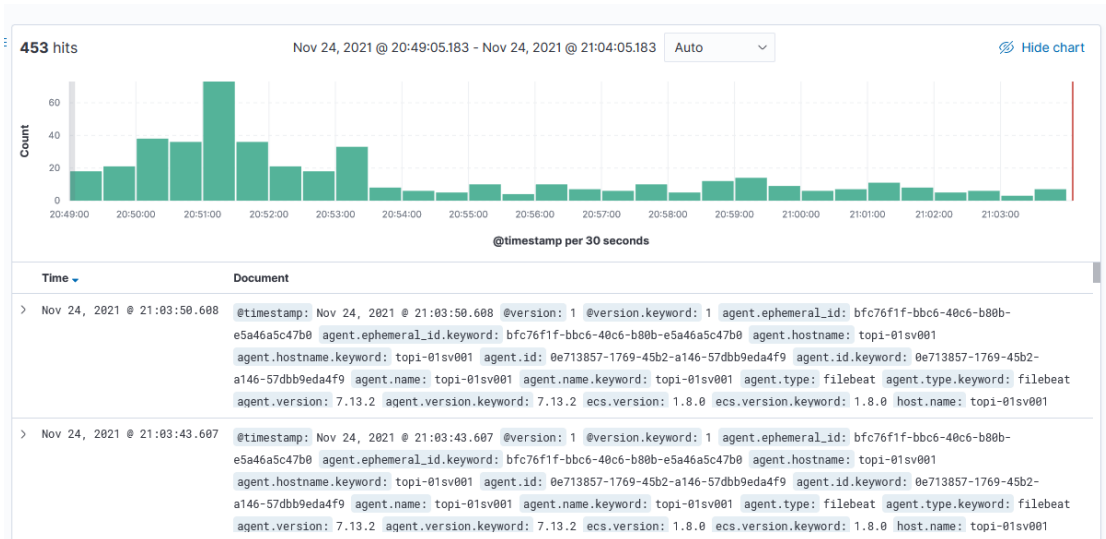 453 hits
Nov 24, 2021 @ 20:49:05.183 - Nov 24, 2021 @ 21:04:05.183
Auto
Hide chart
Count
60
40
20
0
20:49:00 20:50:00 20:51:00 20:52:00 20:53:00 20:54:00 20:55:00 20:56:00 20:57:00 20:58:00 20:59:00 21:00:00 21:01:00 21:02:00 21:03:00
@timestamp per 30 seconds
Time Document
Nov 24, 2021 @ 21:03:50.608
@timestamp: Nov 24, 2021 @ 21:03:50.608 @version: 1 @version.keyword: 1 agent.ephemeral_id: bfc76f1f-bbc6-40c6-b80b-
e5a46a5c47b0 agent.ephemeral_id.keyword: bfc76f1f-bbc6-40c6-b80b-e5a46a5c47b0 agent.hostname: topi-01sv001
agent.hostname.keyword: topi-01sv001 agent.id: 0e713857-1769-45b2-a146-57dbb9eda4f9 agent.id.keyword: 0e713857-1769-45b2-
a146-57dbb9eda4f9 agent.name: topi-01sv001 agent.name.keyword: topi-01sv001 agent.type: filebeat agent.type.keyword: filebeat
agent.version: 7.13.2 agent.version.keyword: 7.13.2 ecs.version: 1.8.0 ecs.version.keyword: 1.8.0 host.name: topi-01sv001
Nov 24, 2021 @ 21:03:43.607
@timestamp: Nov 24, 2021 @ 21:03:43.607 @version: 1 @version.keyword: 1 agent.ephemeral_id: bfc76f1f-bbc6-40c6-b80b-
e5a46a5c47b0 agent.ephemeral_id.keyword: bfc76f1f-bbc6-40c6-b80b-e5a46a5c47b0 agent.hostname: topi-01sv001
agent.hostname.keyword: topi-01sv001 agent.id: 0e713857-1769-45b2-a146-57dbb9eda4f9 agent.id.keyword: 0e713857-1769-45b2-
a146-57dbb9eda4f9 agent.name: topi-01sv001 agent.name.keyword: topi-01sv001 agent.type: filebeat agent.type.keyword: filebeat
agent.version: 7.13.2 agent.version.keyword: 7.13.2 ecs.version: 1.8.0 ecs.version.keyword: 1.8.0 host.name: topi-01sv001